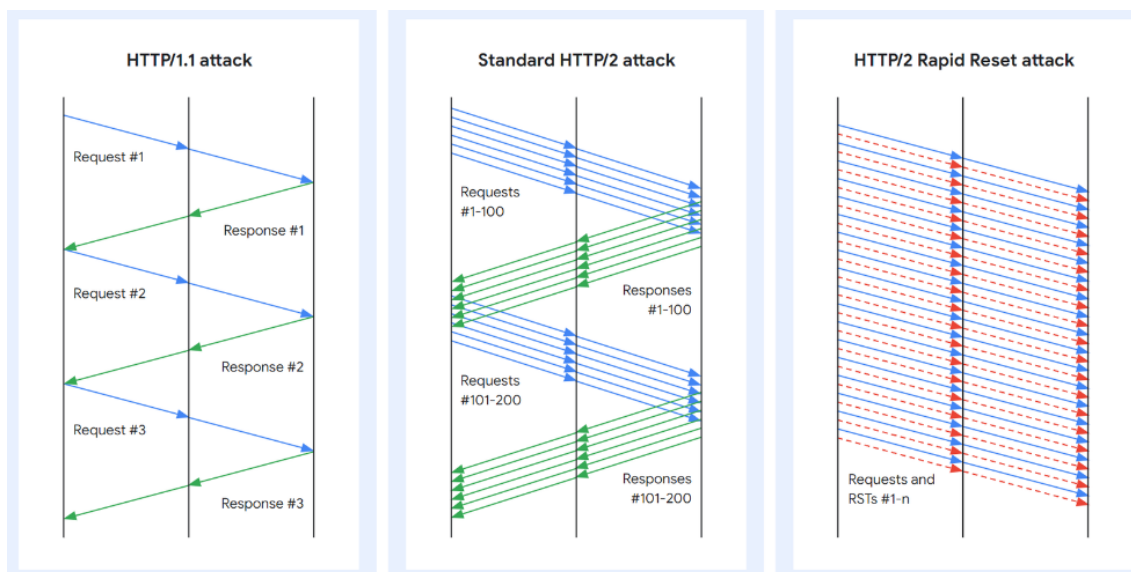 HTTP/1.1 attack
Request #1
Response #1
Request #2
Response #2
Request #3
Response #3
Standard HTTP/2 attack
Requests
#1-100
Responses
#1-100
Requests
#101-200
Responses
#101-200
HTTP/2 Rapid Reset attack
Requests and
RSTs #1-n